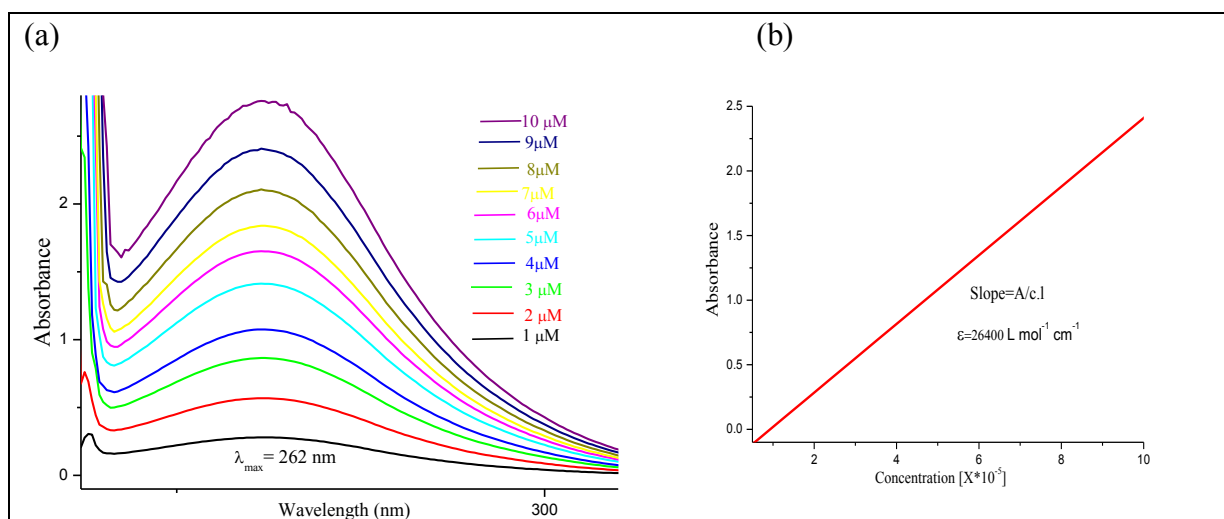 (a)
(b)
10 μM
9μM
8μM
7μM
6μM
5μM
4μM
3 μM
2 μM
1 μM
2
1
0
Absorbance
λmax= 262 nm
Wavelength (nm)
300
2.5
2.0
1.5
1.0
0.5
0.0
Absorbance
Slope=A/c.l
ε=26400 L mol⁻¹ cm⁻¹
2 4 6 8 10
Concentration [X*10⁻⁵]